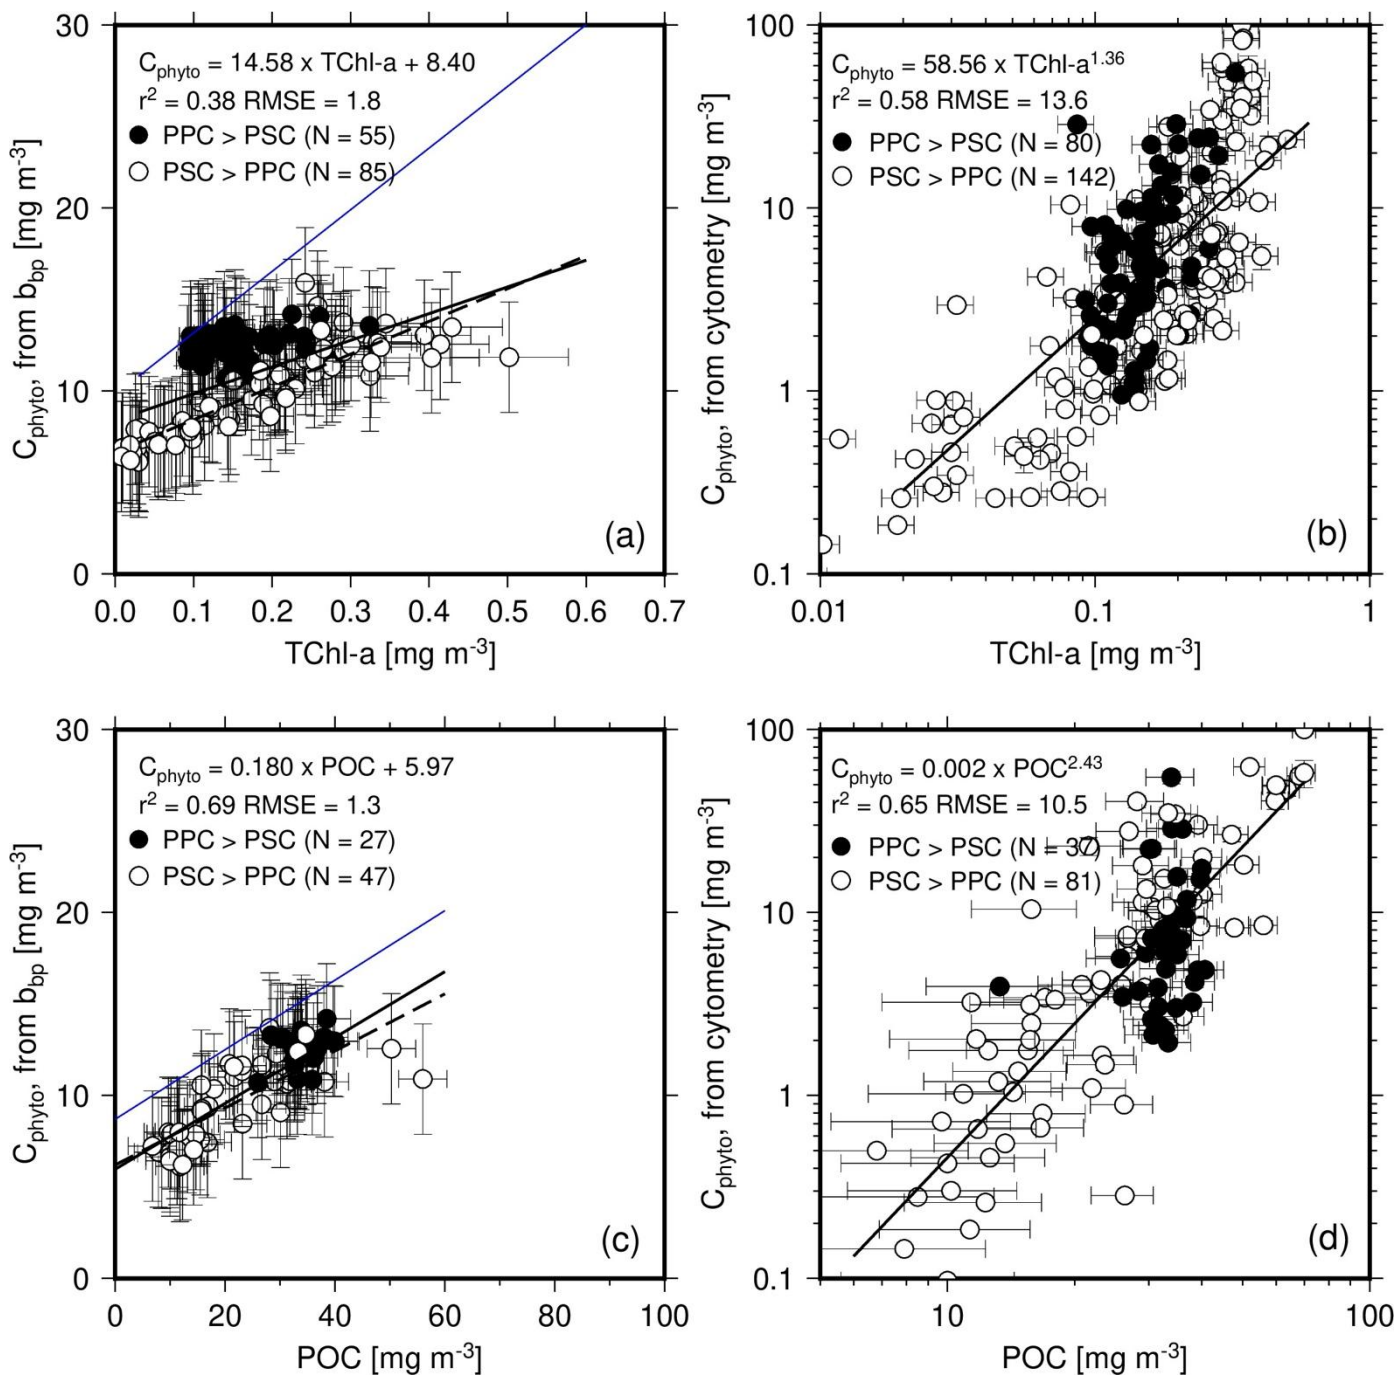 C_phyto = 14.58 x TChl-a + 8.40
r² = 0.38 RMSE = 1.8
PPC > PSC (N = 55)
PSC > PPC (N = 85)
(a)
30
20
10
0
C_phyto, from b_bp [mg m⁻³]
0.0 0.1 0.2 0.3 0.4 0.5 0.6 0.7
TChl-a [mg m⁻³]
C_phyto = 58.56 x TChl-a¹·³⁶
r² = 0.58 RMSE = 13.6
PPC > PSC (N = 80)
PSC > PPC (N = 142)
(b)
100
10
1
0.1
C_phyto, from cytometry [mg m⁻³]
0.01 0.1 1
TChl-a [mg m⁻³]
C_phyto = 0.180 x POC + 5.97
r² = 0.69 RMSE = 1.3
PPC > PSC (N = 27)
PSC > PPC (N = 47)
(c)
30
20
10
0
C_phyto, from b_bp [mg m⁻³]
0 20 40 60 80 100
POC [mg m⁻³]
C_phyto = 0.002 x POC²·⁴³
r² = 0.65 RMSE = 10.5
PPC > PSC (N = 37)
PSC > PPC (N = 81)
(d)
100
10
1
0.1
C_phyto, from cytometry [mg m⁻³]
10 100
POC [mg m⁻³]